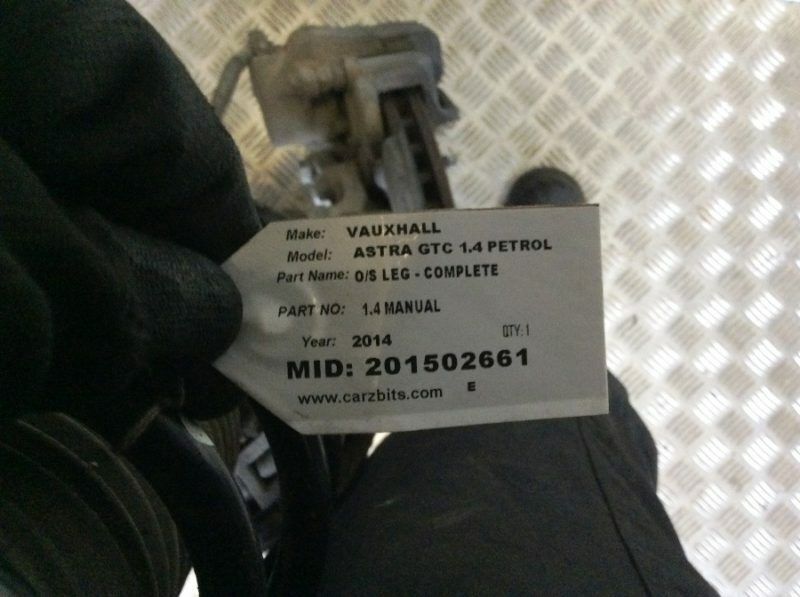 Make: VAUXHALL
Model: ASTRA GTC 1.4 PETROL
Part Name: O/S LEG - COMPLETE
PART NO: 1.4 MANUAL
QTY: 1
Year: 2014
MID: 201502661
www.carzbits.com E